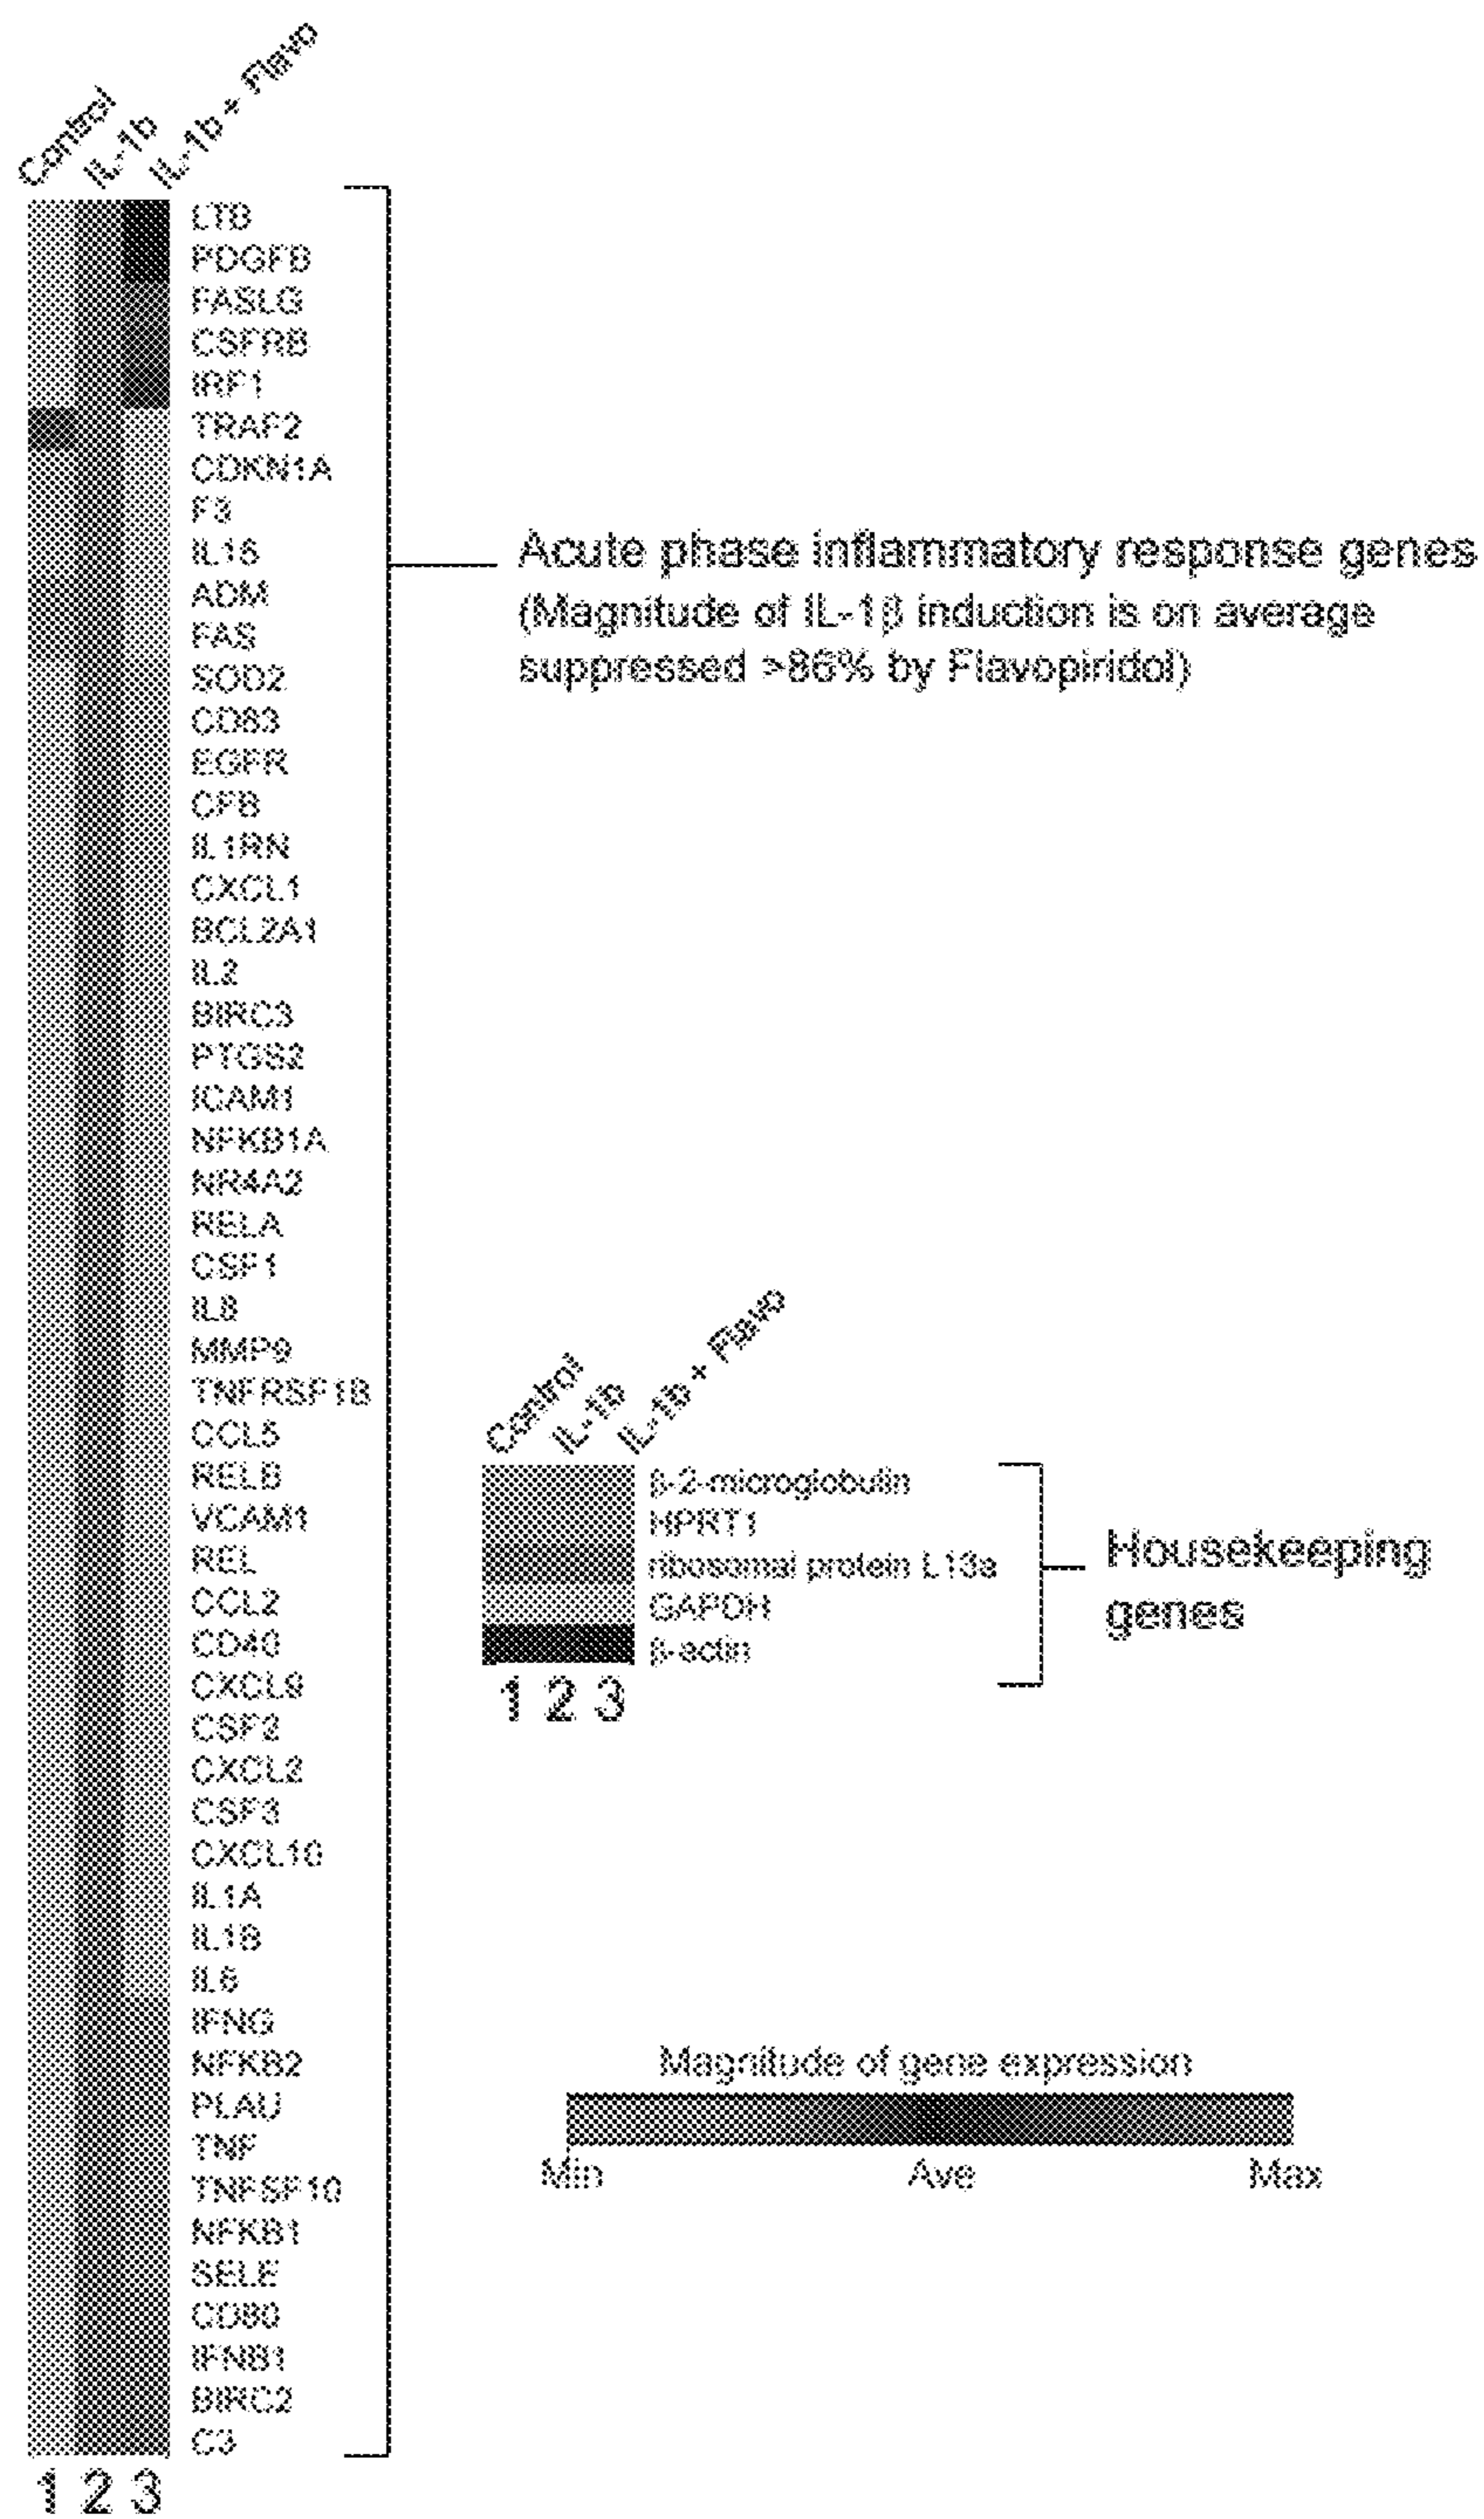 Control
IL-1b
IL-1b + Flavo
LTB
PDGFB
FASLG
CSFRB
IRF1
TRAF2
CDKN1A
F3
IL15
ADM
FAS
SOD2
CD83
EGFR
CFB
IL1RN
CXCL1
BCL2A1
IL2
BIRC3
PTGS2
ICAM1
NFKB1A
NR4A2
RELA
CSF1
IL8
MMP9
TNFRSF1B
CCL5
RELB
VCAM1
REL
CCL2
CD40
CXCL9
CSF2
CXCL2
CSF3
CXCL10
IL1A
IL1B
IL6
IFNG
NFKB2
PLAU
TNF
TNFSF10
NFKB1
SELE
CD80
IFNB1
BIRC2
C3
1 2 3
Acute phase inflammatory response genes
(Magnitude of IL-1β induction is on average
suppressed >86% by Flavopiridol)
Control
IL-1b
IL-1b + Flavo
β-2-microglobulin
HPRT1
ribosomal protein L13a
GAPDH
β-actin
1 2 3
Housekeeping
genes
Magnitude of gene expression
Min Ave Max